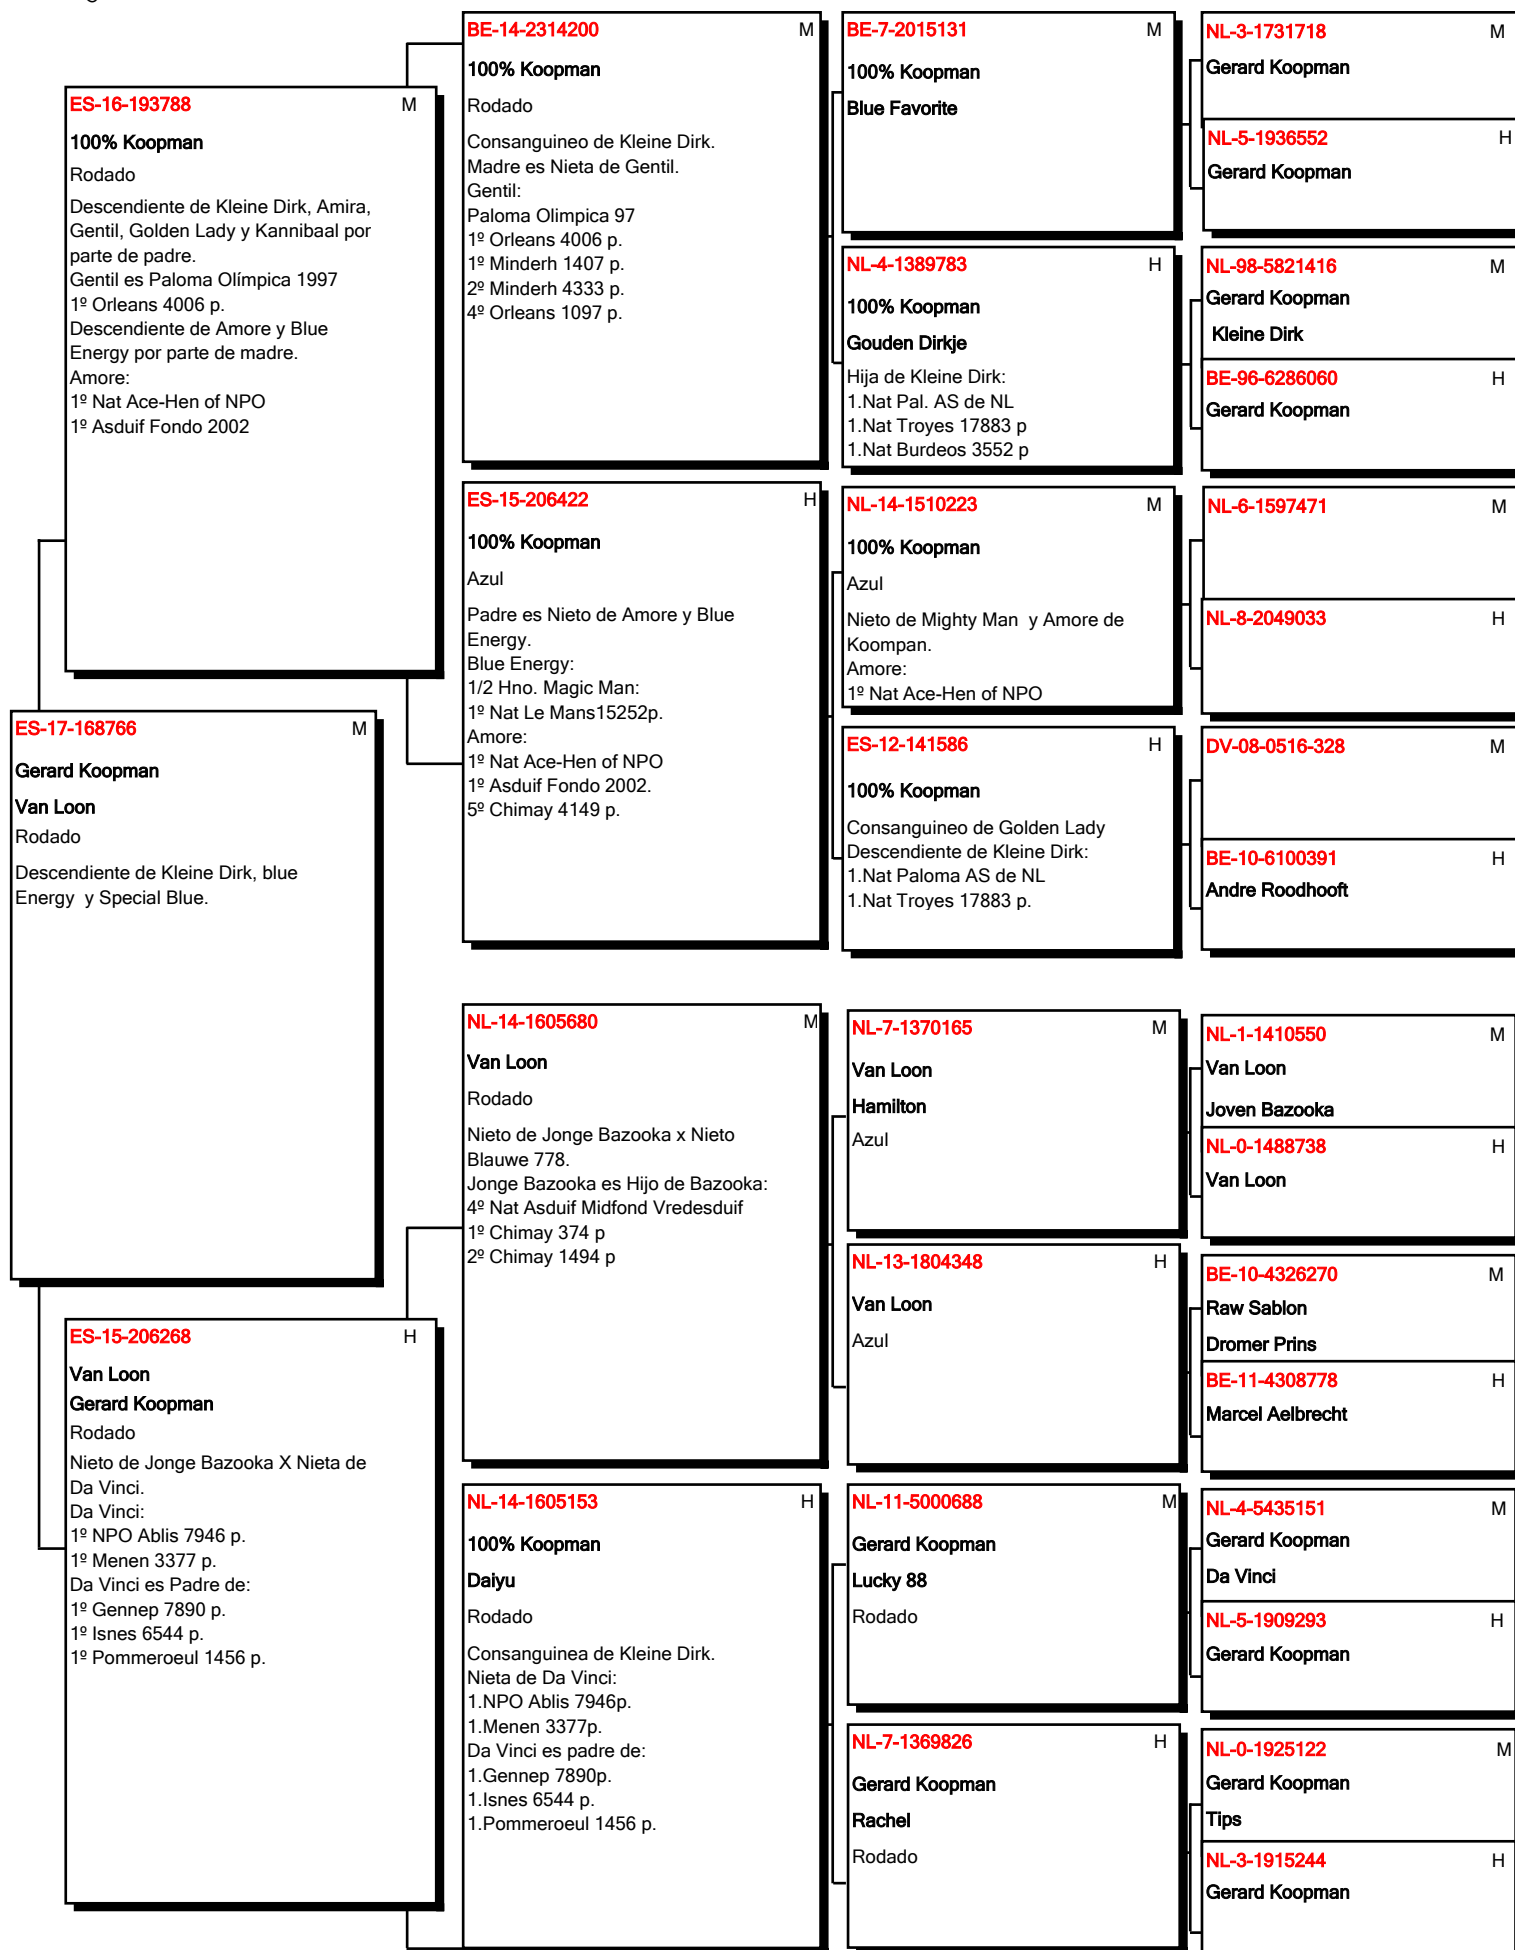 ES-17-168766 M
Gerard Koopman
Van Loon
Rodado
Descendiente de Kleine Dirk, blue
Energy y Special Blue.
ES-16-193788 M
100% Koopman
Rodado
Descendiente de Kleine Dirk, Amira,
Gentil, Golden Lady y Kannibaal por
parte de padre.
Gentil es Paloma Olímpica 1997
1º Orleans 4006 p.
Descendiente de Amore y Blue
Energy por parte de madre.
Amore:
1º Nat Ace-Hen of NPO
1º Asduif Fondo 2002
ES-15-206268 H
Van Loon
Gerard Koopman
Rodado
Nieto de Jonge Bazooka X Nieta de
Da Vinci.
Da Vinci:
1º NPO Ablis 7946 p.
1º Menen 3377 p.
Da Vinci es Padre de:
1º Gennep 7890 p.
1º Isnes 6544 p.
1º Pommeroeul 1456 p.
BE-14-2314200 M
100% Koopman
Rodado
Consanguineo de Kleine Dirk.
Madre es Nieta de Gentil.
Gentil:
Paloma Olimpica 97
1º Orleans 4006 p.
1º Minderh 1407 p.
2º Minderh 4333 p.
4º Orleans 1097 p.
ES-15-206422 H
100% Koopman
Azul
Padre es Nieto de Amore y Blue
Energy.
Blue Energy:
1/2 Hno. Magic Man:
1º Nat Le Mans15252p.
Amore:
1º Nat Ace-Hen of NPO
1º Asduif Fondo 2002.
5º Chimay 4149 p.
NL-14-1605680 M
Van Loon
Rodado
Nieto de Jonge Bazooka x Nieto
Blauwe 778.
Jonge Bazooka es Hijo de Bazooka:
4º Nat Asduif Midfond Vredesduif
1º Chimay 374 p
2º Chimay 1494 p
NL-14-1605153 H
100% Koopman
Daiyu
Rodado
Consanguinea de Kleine Dirk.
Nieta de Da Vinci:
1.NPO Ablis 7946p.
1.Menen 3377p.
Da Vinci es padre de:
1.Gennep 7890p.
1.Isnes 6544 p.
1.Pommeroeul 1456 p.
BE-7-2015131 M
100% Koopman
Blue Favorite
NL-4-1389783 H
100% Koopman
Gouden Dirkje
Hija de Kleine Dirk:
1.Nat Pal. AS de NL
1.Nat Troyes 17883 p
1.Nat Burdeos 3552 p
NL-14-1510223 M
100% Koopman
Azul
Nieto de Mighty Man y Amore de
Koompan.
Amore:
1º Nat Ace-Hen of NPO
ES-12-141586 H
100% Koopman
Consanguineo de Golden Lady
Descendiente de Kleine Dirk:
1.Nat Paloma AS de NL
1.Nat Troyes 17883 p.
NL-7-1370165 M
Van Loon
Hamilton
Azul
NL-13-1804348 H
Van Loon
Azul
NL-11-5000688 M
Gerard Koopman
Lucky 88
Rodado
NL-7-1369826 H
Gerard Koopman
Rachel
Rodado
NL-3-1731718 M
Gerard Koopman
NL-5-1936552 H
Gerard Koopman
NL-98-5821416 M
Gerard Koopman
Kleine Dirk
BE-96-6286060 H
Gerard Koopman
NL-6-1597471 M
NL-8-2049033 H
DV-08-0516-328 M
BE-10-6100391 H
Andre Roodhooft
NL-1-1410550 M
Van Loon
Joven Bazooka
NL-0-1488738 H
Van Loon
BE-10-4326270 M
Raw Sablon
Dromer Prins
BE-11-4308778 H
Marcel Aelbrecht
NL-4-5435151 M
Gerard Koopman
Da Vinci
NL-5-1909293 H
Gerard Koopman
NL-0-1925122 M
Gerard Koopman
Tips
NL-3-1915244 H
Gerard Koopman